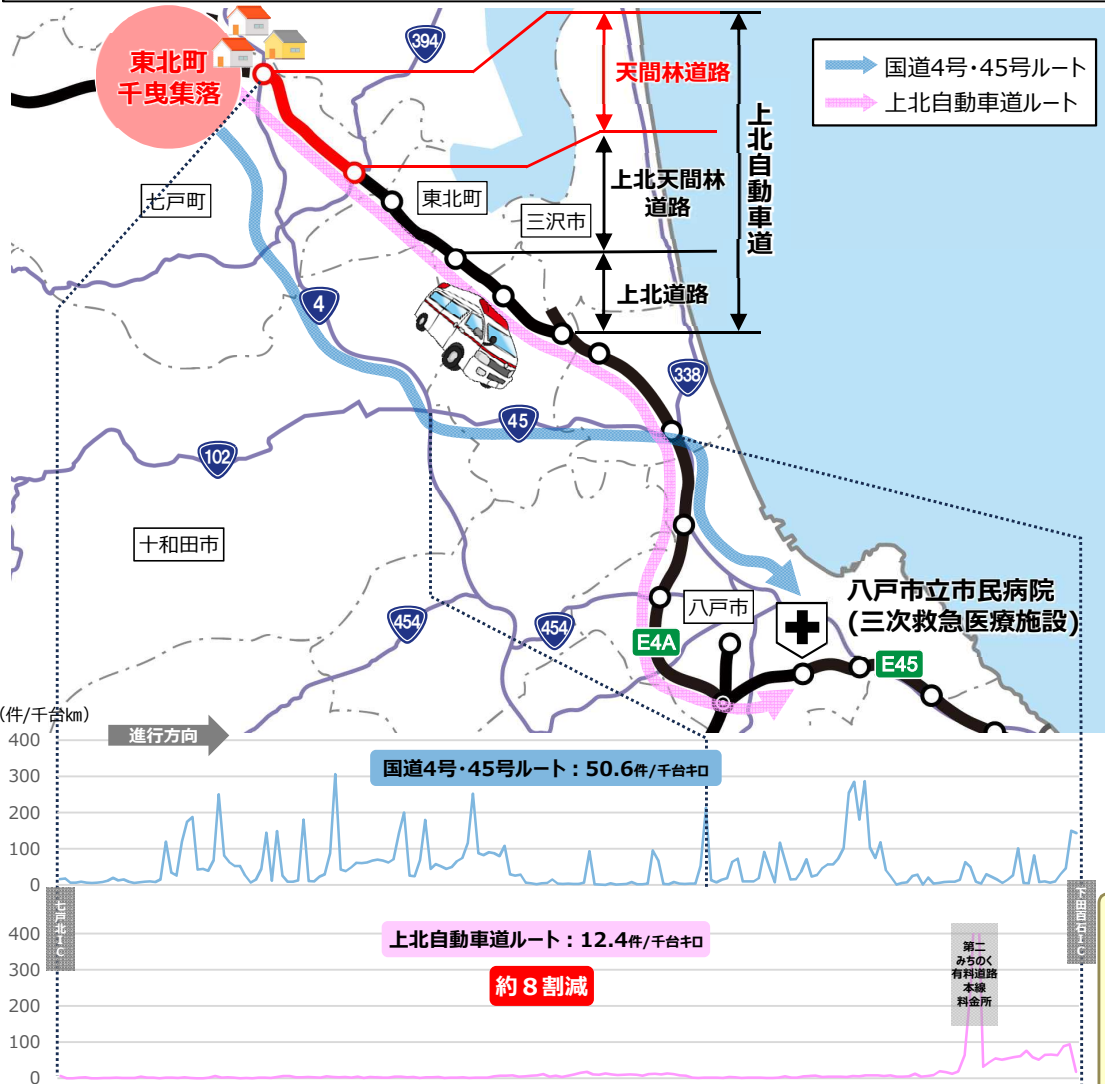 東北町
千曳集落
394
天間林道路
国道4号・45号ルート
上北自動車道ルート
上北自動車道
七戸町
東北町
上北天間林
道路
三沢市
上北道路
4
338
45
102
十和田市
八戸市立市民病院
(三次救急医療施設)
八戸市
454
454
E4A
E45
(件/千台km)
進行方向
400
300
200
100
0
国道4号・45号ルート：50.6件/千台キロ
七戸北IC
下田百石IC
400
300
200
100
0
上北自動車道ルート：12.4件/千台キロ
約８割減
第二
みちのく
有料道路
本線
料金所